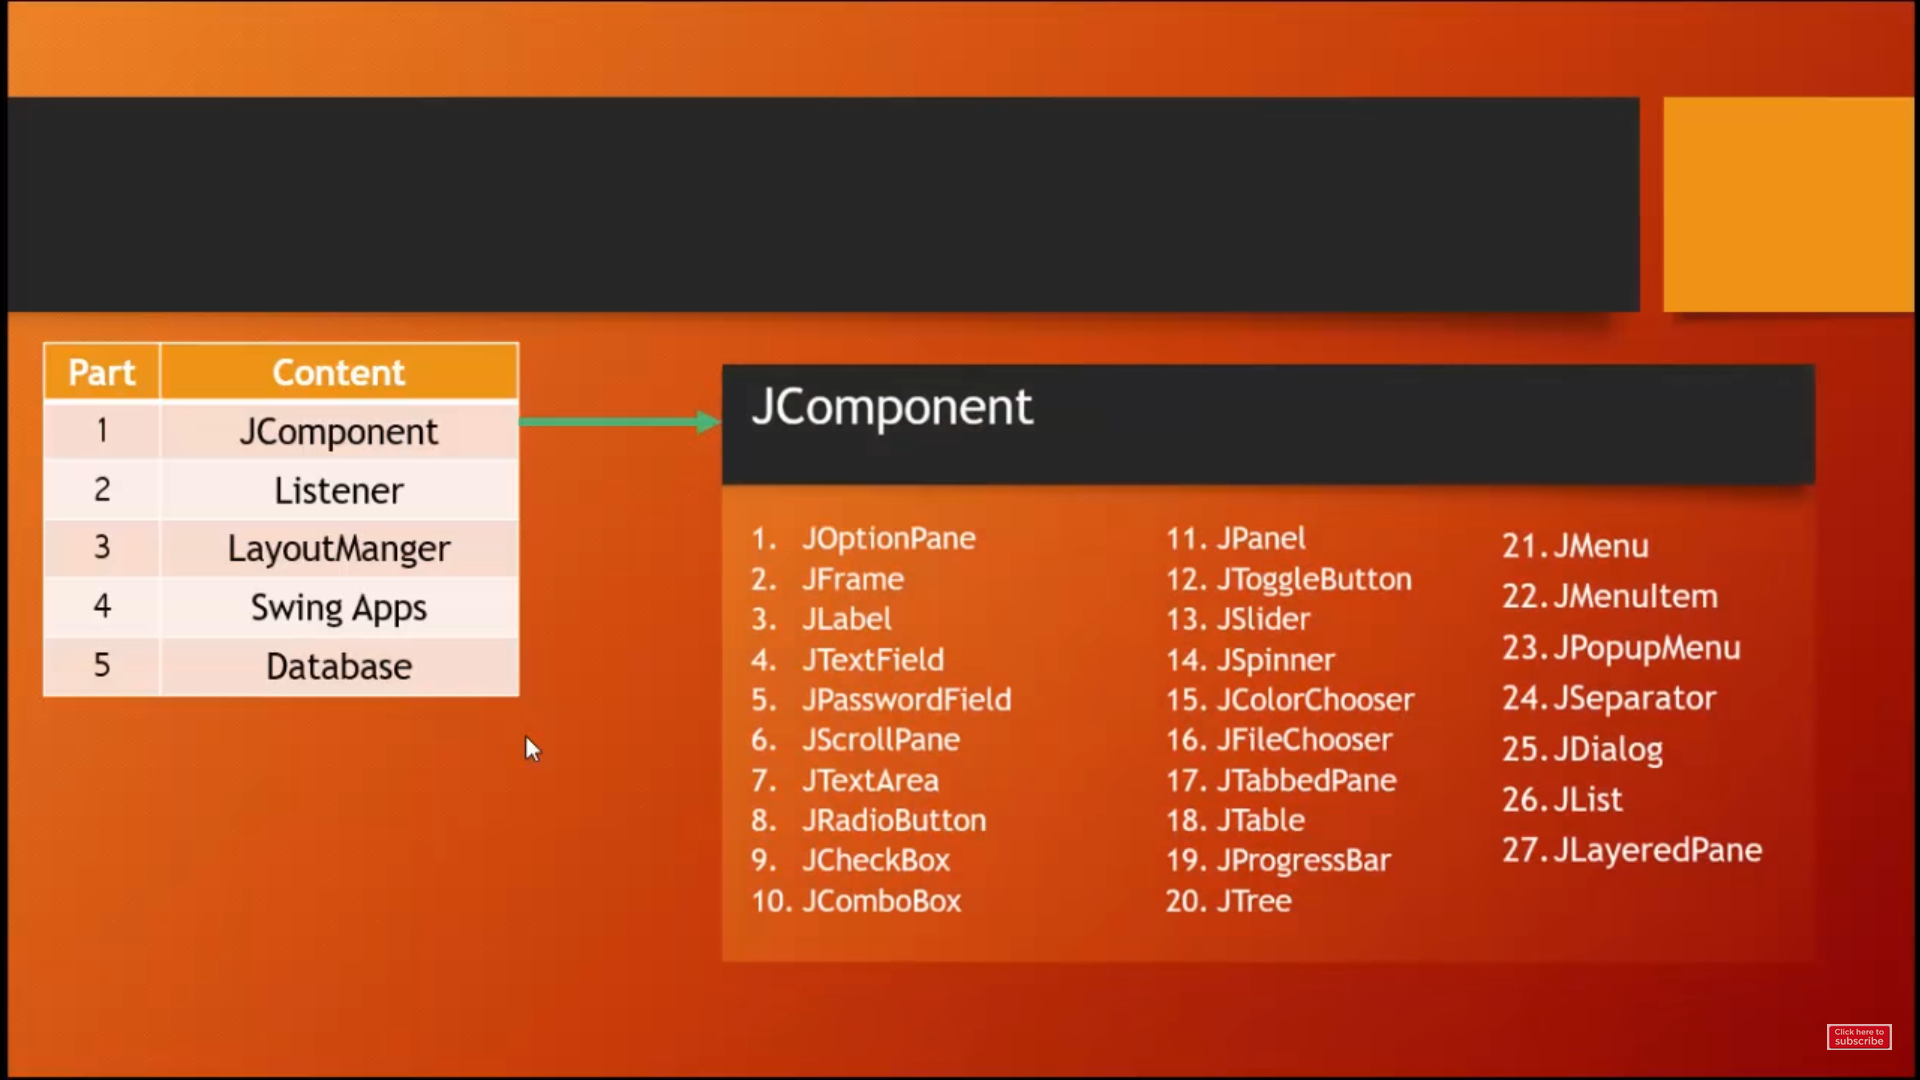 Part Content
1 JComponent
2 Listener
3 LayoutManger
4 Swing Apps
5 Database
JComponent
1. JOptionPane
2. JFrame
3. JLabel
4. JTextField
5. JPasswordField
6. JScrollPane
7. JTextArea
8. JRadioButton
9. JCheckBox
10. JComboBox
11. JPanel
12. JToggleButton
13. JSlider
14. JSpinner
15. JColorChooser
16. JFileChooser
17. JTabbedPane
18. JTable
19. JProgressBar
20. JTree
21. JMenu
22. JMenuItem
23. JPopupMenu
24. JSeparator
25. JDialog
26. JList
27. JLayeredPane
Click here to
subscribe